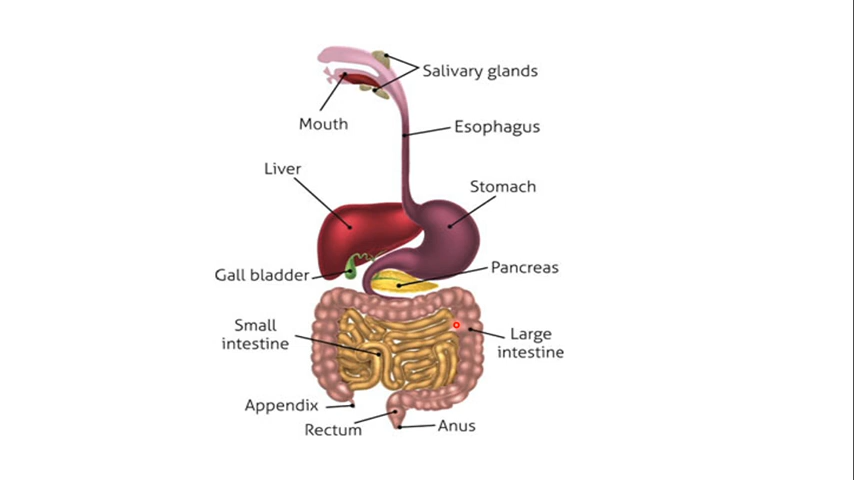 Salivary glands
Mouth
Esophagus
Liver
Stomach
Pancreas
Gall bladder
Small
intestine
Large
intestine
Appendix
Rectum
Anus